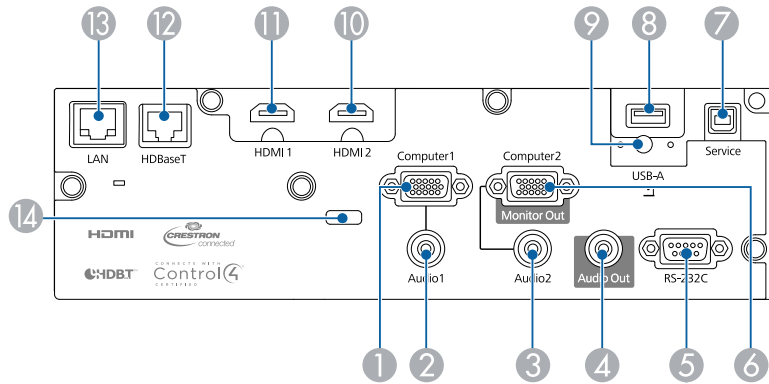 13 12 11 10 9 8 7
LAN
HDBaseT
HDMI 1
HDMI 2
USB-A
Service
Computer1
Computer2
Monitor Out
14
HDMI
CRESTRON
connected
HDBT
CONNECTS WITH
Control4
CERTIFIED
Audio1
Audio2
Audio Out
RS-232C
1 2 3 4 5 6